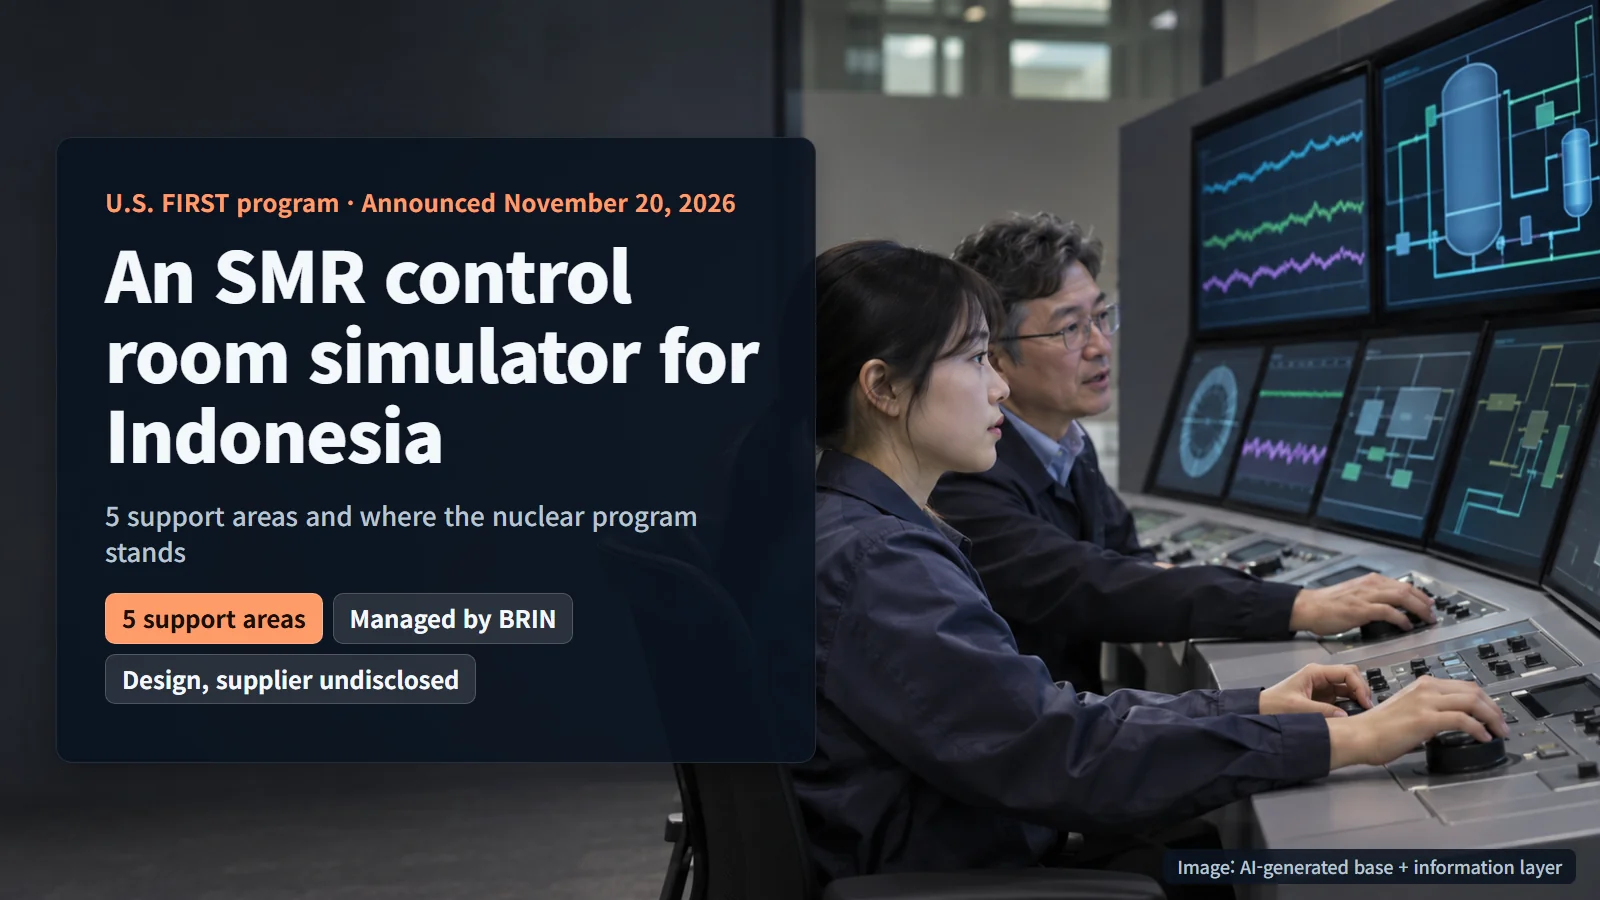 U.S. FIRST program · Announced November 20, 2026
An SMR control
room simulator for
Indonesia
5 support areas and where the nuclear program
stands
5 support areas
Managed by BRIN
Design, supplier undisclosed
Image: AI-generated base + information layer